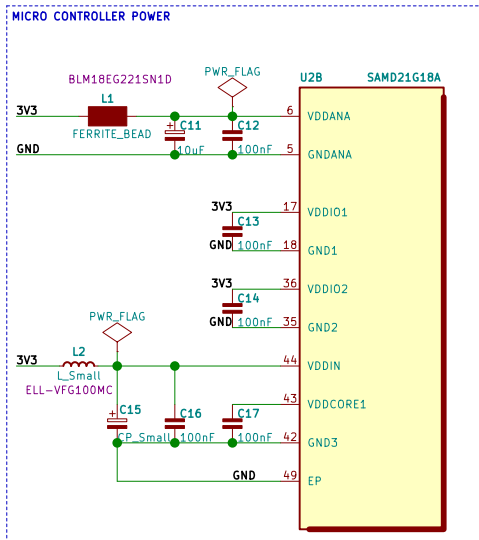 MICRO CONTROLLER POWER
BLM18EG221SN1D
PWR_FLAG
U2B SAMD21G18A
L1
3V3
FERRITE_BEAD
C11
10uF
C12
100nF
6 VDDANA
GND
5 GNDANA
3V3
17 VDDIO1
C13
GND
100nF
18 GND1
3V3
36 VDDIO2
C14
GND
100nF
35 GND2
PWR_FLAG
3V3
L2
L_Small
ELL-VFG100MC
44 VDDIN
43 VDDCORE1
C15
CP_Small
C16
100nF
C17
100nF
42 GND3
GND
49 EP